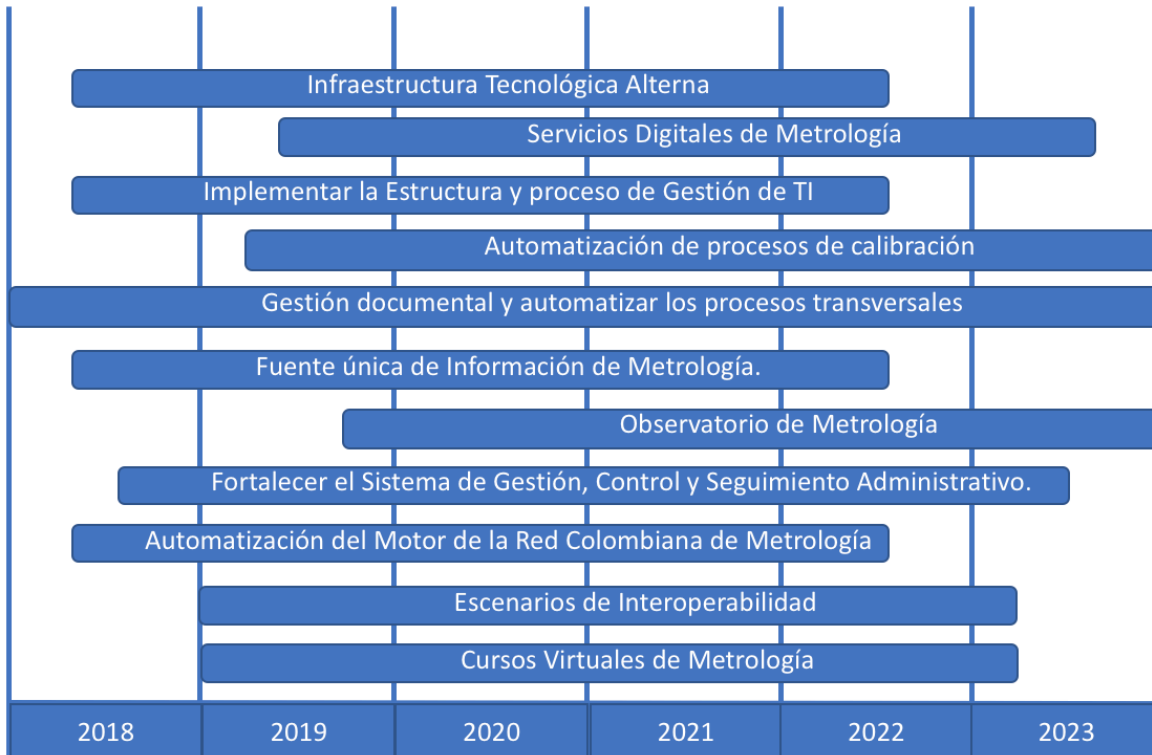 Infraestructura Tecnológica Alterna
Servicios Digitales de Metrología
Implementar la Estructura y proceso de Gestión de TI
Automatización de procesos de calibración
Gestión documental y automatizar los procesos transversales
Fuente única de Información de Metrología.
Observatorio de Metrología
Fortalecer el Sistema de Gestión, Control y Seguimiento Administrativo.
Automatización del Motor de la Red Colombiana de Metrología
Escenarios de Interoperabilidad
Cursos Virtuales de Metrología
2018 2019 2020 2021 2022 2023